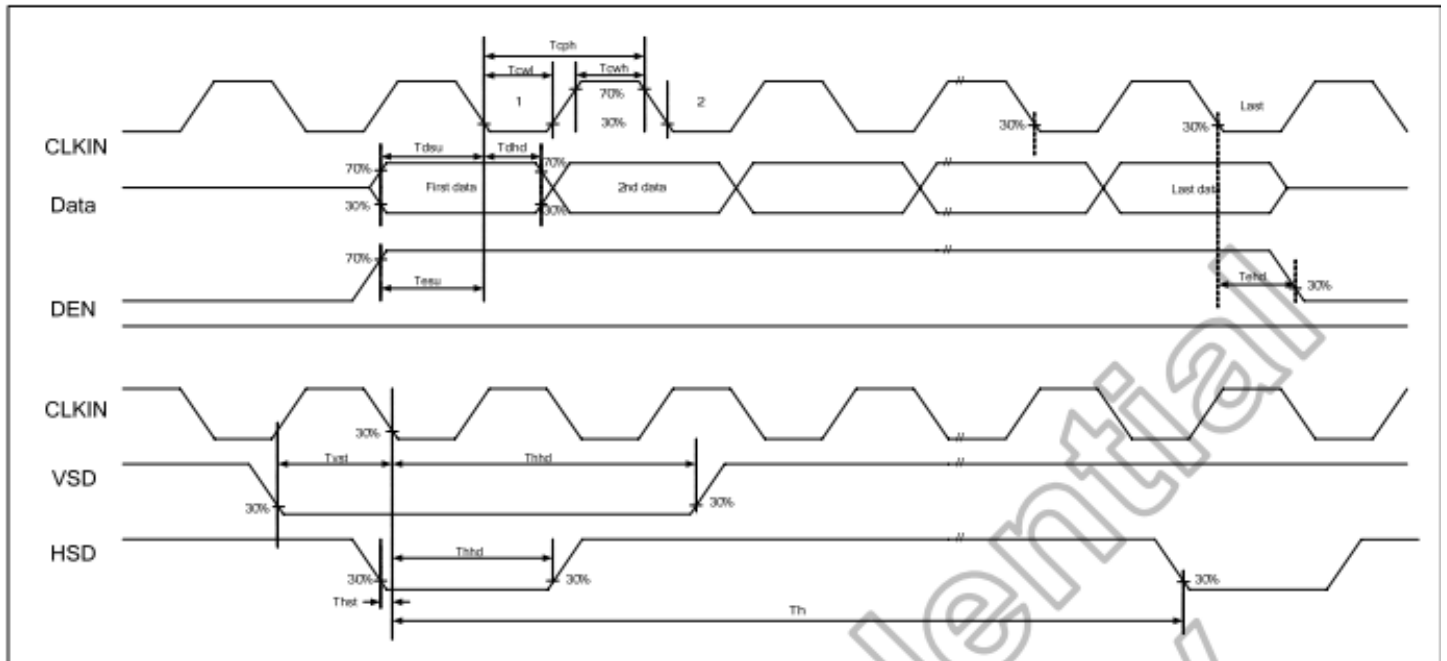 Tcph
Tcwl Tcwh
1 70% 2 Last
30% 30% 30%
CLKIN
Tdsu Tdhd
70% 70%
First data 2nd data Last data
Data
30% 30%
70%
Tesu Tehd 30%
DEN
CLKIN
30%
Tvst Thhd
VSD
30% 30%
HSD
Thhd
30% 30% 30%
Thst
Th
dential